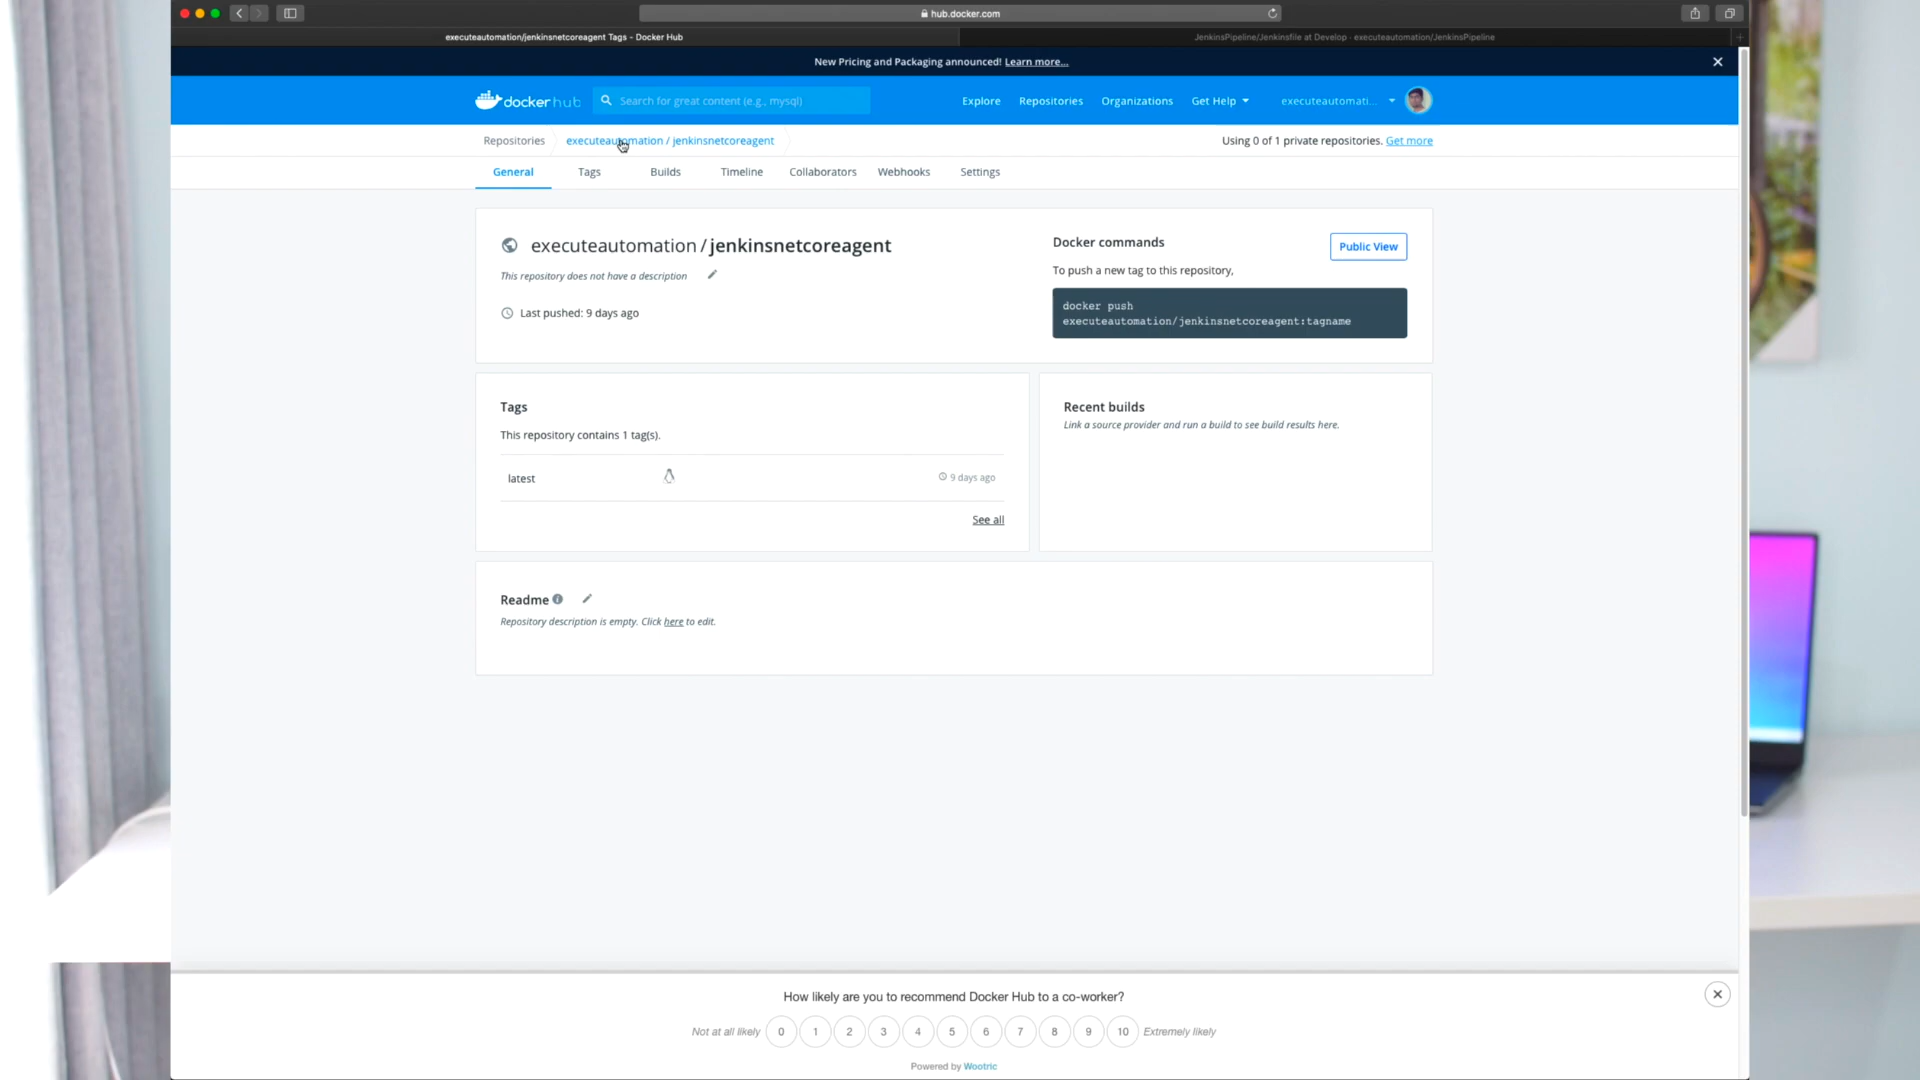 hub.docker.com
executeautomation/jenkinsnetcoreagent Tags - Docker Hub
JenkinsPipeline/Jenkinsfile at Develop · executeautomation/JenkinsPipeline
New Pricing and Packaging announced! Learn more...
docker hub
Search for great content (e.g., mysql)
Explore
Repositories
Organizations
Get Help
executeautomati...
Repositories
executeautomation / jenkinsnetcoreagent
Using 0 of 1 private repositories. Get more
General
Tags
Builds
Timeline
Collaborators
Webhooks
Settings
executeautomation / jenkinsnetcoreagent
This repository does not have a description
Last pushed: 9 days ago
Docker commands
Public View
To push a new tag to this repository,
docker push
executeautomation/jenkinsnetcoreagent:tagname
Tags
This repository contains 1 tag(s).
latest
9 days ago
See all
Recent builds
Link a source provider and run a build to see build results here.
Readme
Repository description is empty. Click here to edit.
How likely are you to recommend Docker Hub to a co-worker?
Not at all likely 0 1 2 3 4 5 6 7 8 9 10 Extremely likely
Powered by Wootric